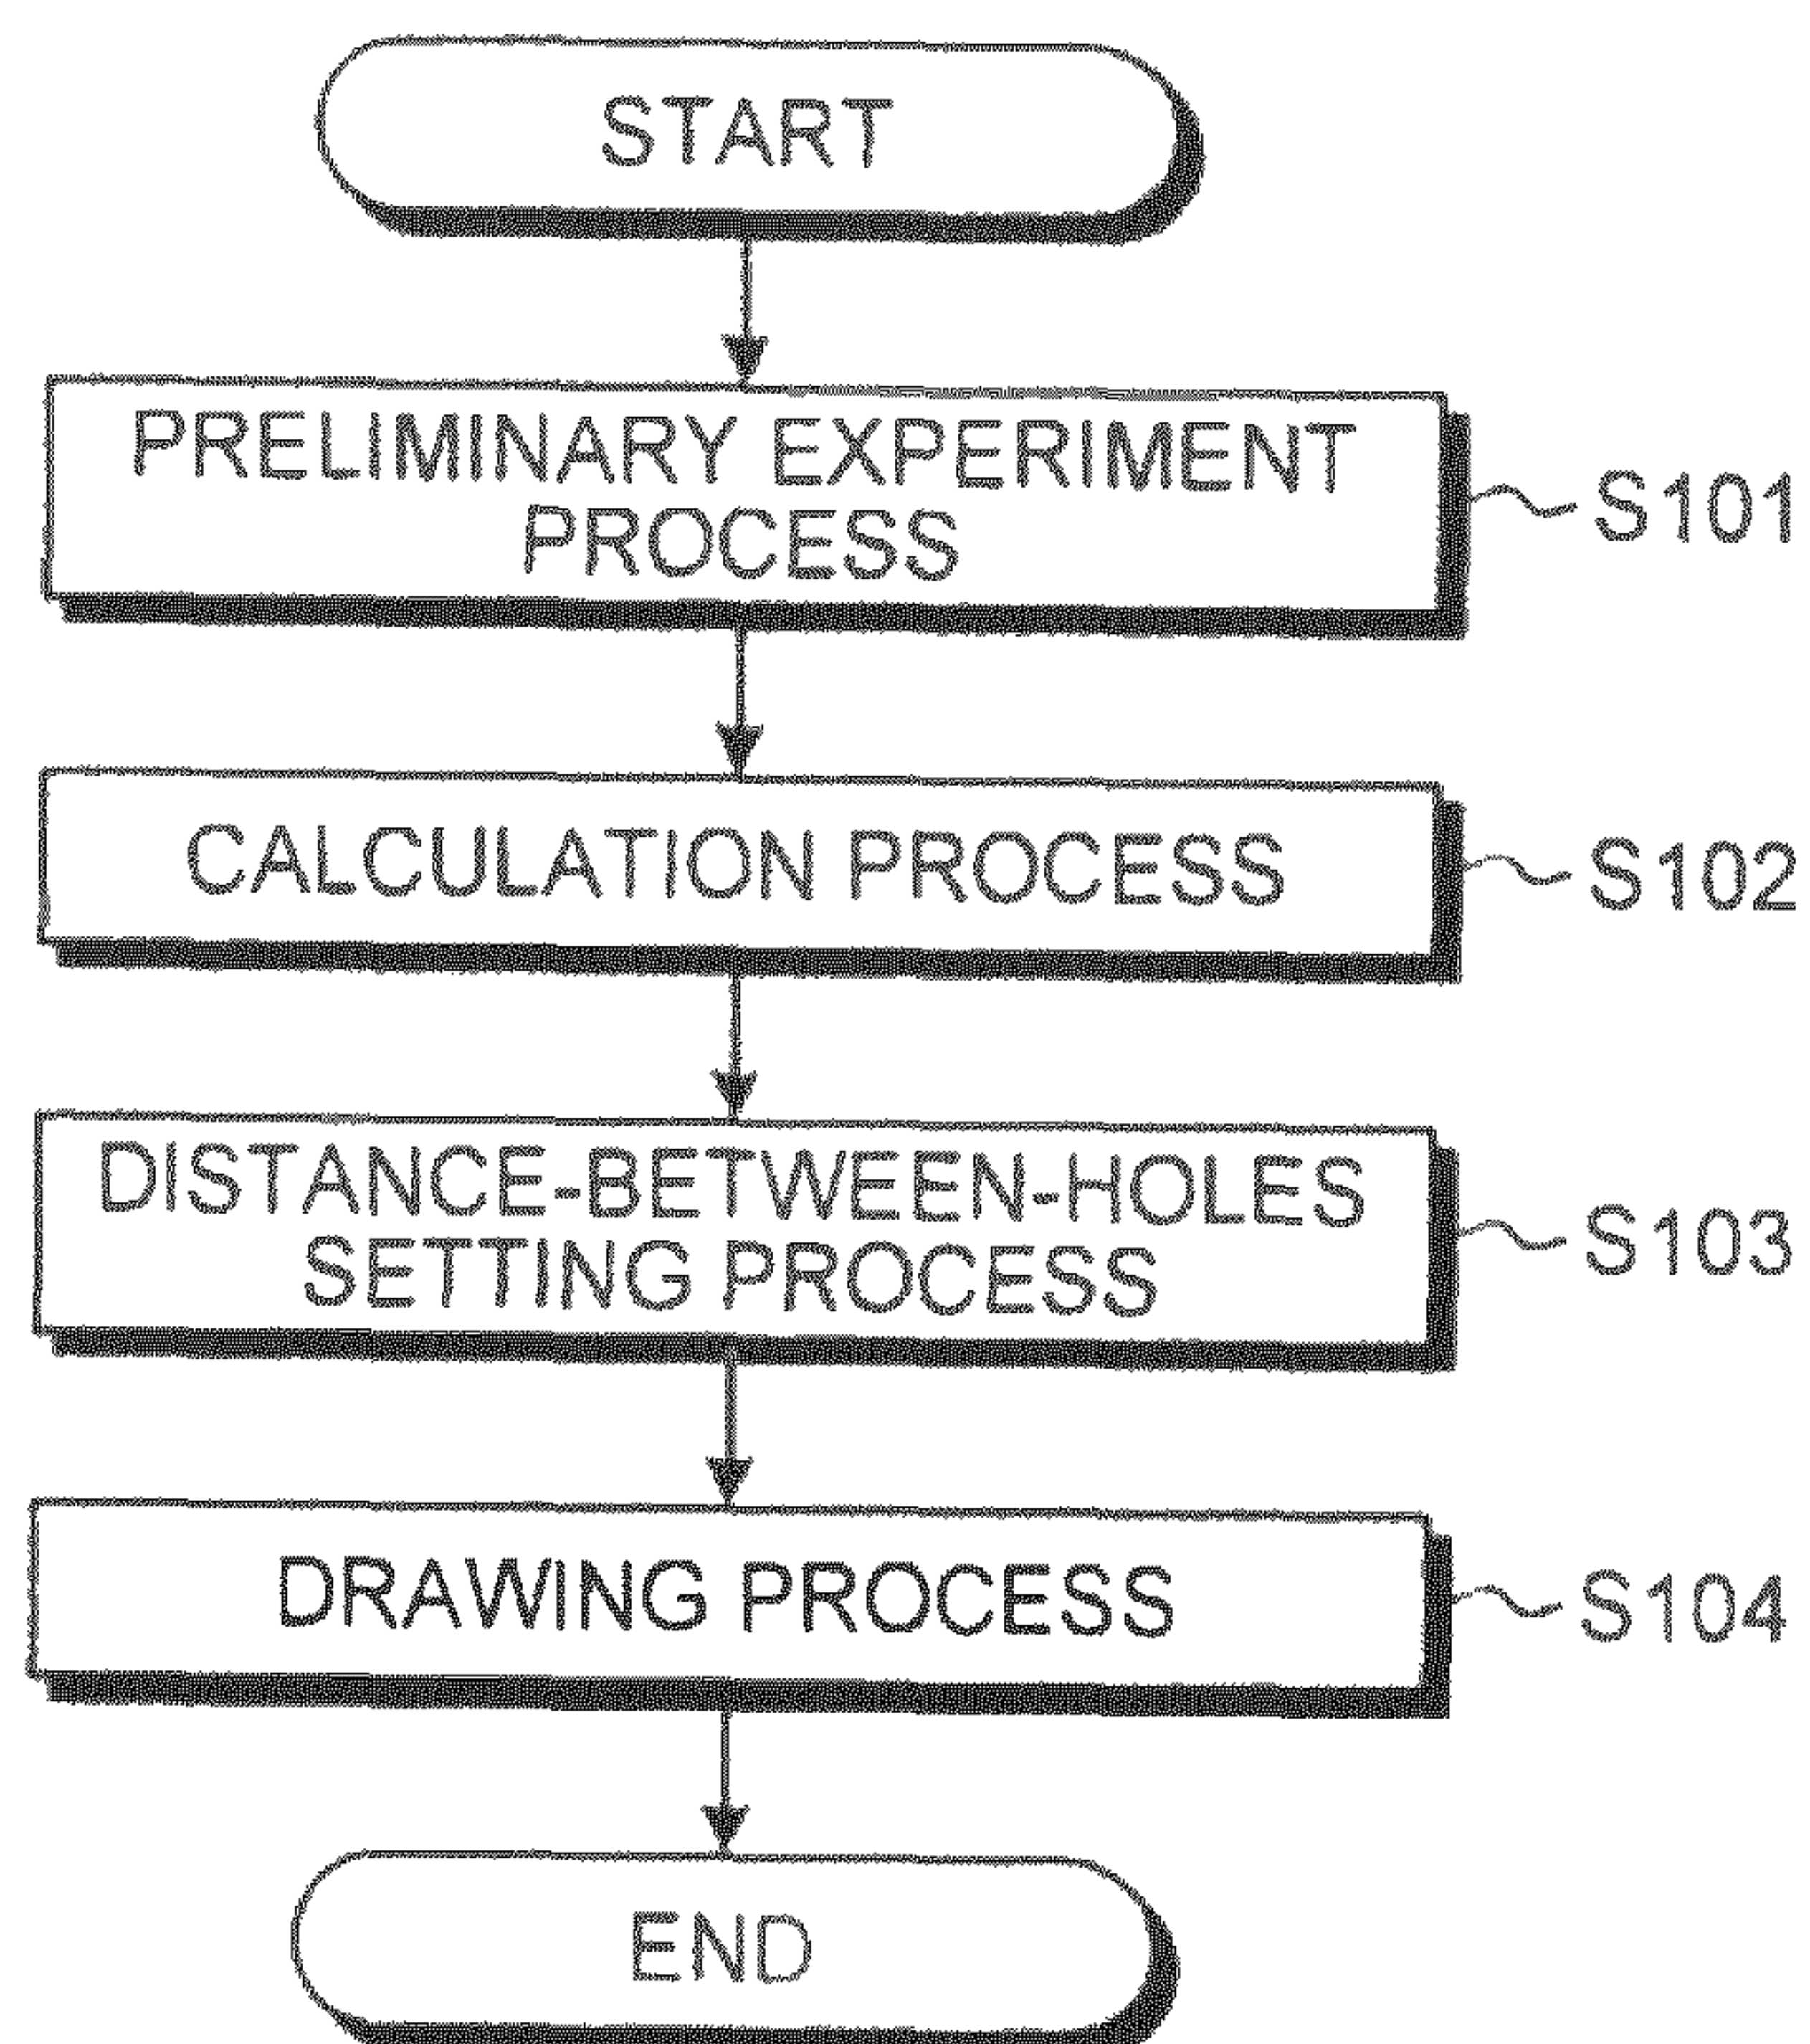 START
PRELIMINARY EXPERIMENT
PROCESS
S101
CALCULATION PROCESS
S102
DISTANCE-BETWEEN-HOLES
SETTING PROCESS
S103
DRAWING PROCESS
S104
END